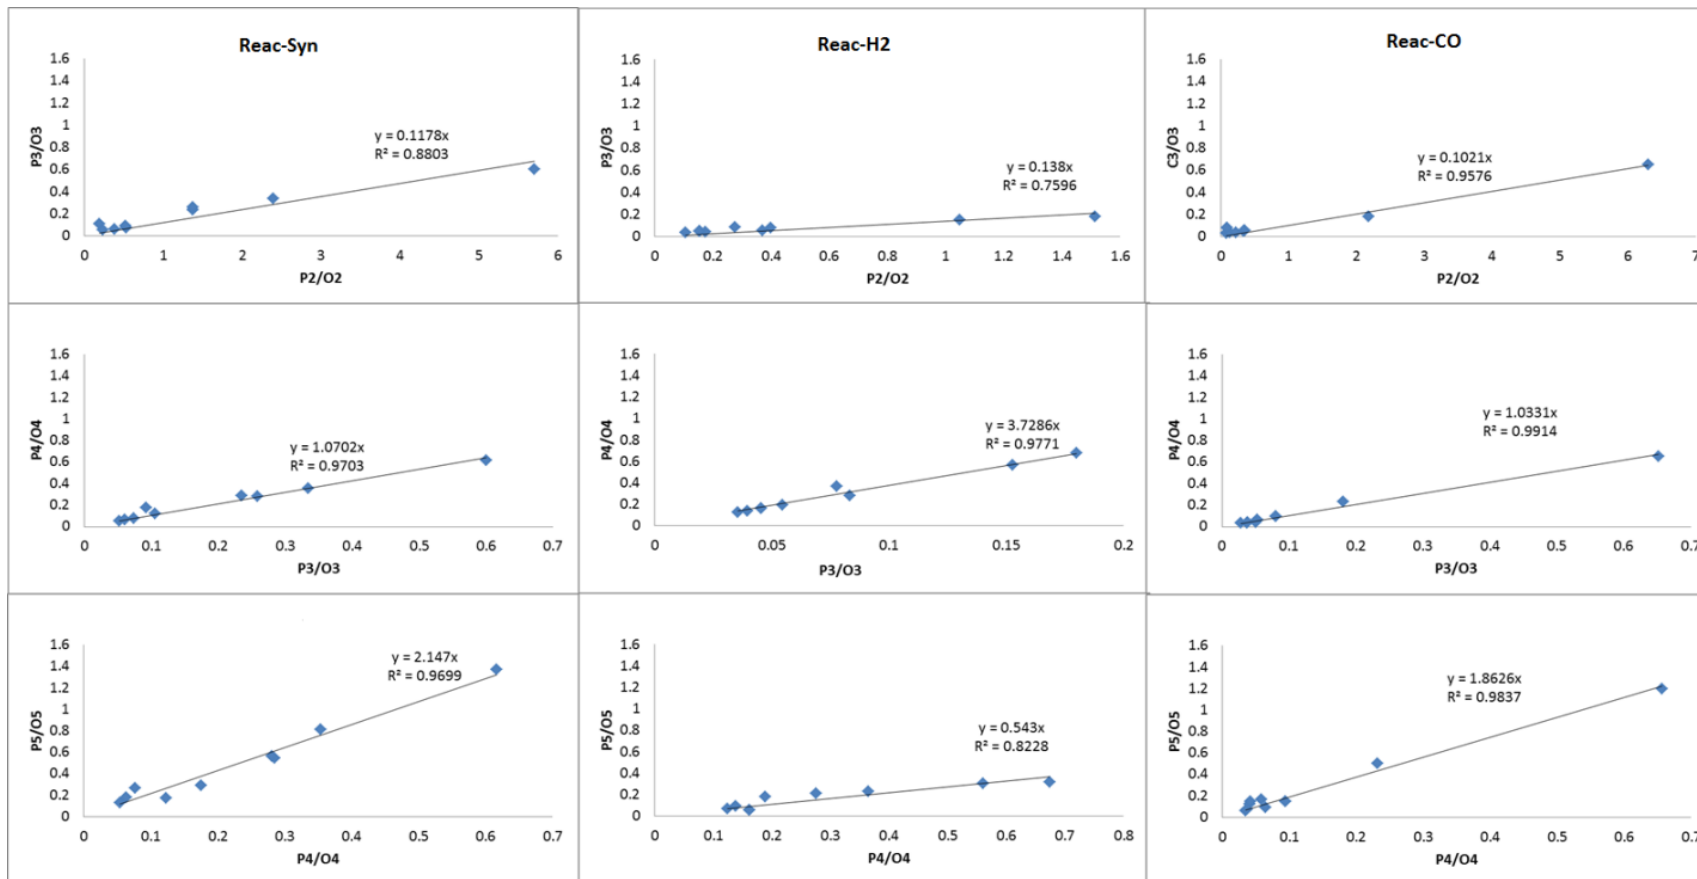 Reac-Syn
1.6
1.4
1.2
1
0.8
0.6
0.4
0.2
0
P3/O3
y = 0.1178x
R² = 0.8803
0 1 2 3 4 5 6
P2/O2
Reac-H2
1.6
1.4
1.2
1
0.8
0.6
0.4
0.2
0
P3/O3
y = 0.138x
R² = 0.7596
0 0.2 0.4 0.6 0.8 1 1.2 1.4 1.6
P2/O2
Reac-CO
1.6
1.4
1.2
1
0.8
0.6
0.4
0.2
0
C3/O3
y = 0.1021x
R² = 0.9576
0 1 2 3 4 5 6 7
P2/O2
1.6
1.4
1.2
1
0.8
0.6
0.4
0.2
0
P4/O4
y = 1.0702x
R² = 0.9703
0 0.1 0.2 0.3 0.4 0.5 0.6 0.7
P3/O3
1.6
1.4
1.2
1
0.8
0.6
0.4
0.2
0
P4/O4
y = 3.7286x
R² = 0.9771
0 0.05 0.1 0.15 0.2
P3/O3
1.6
1.4
1.2
1
0.8
0.6
0.4
0.2
0
P4/O4
y = 1.0331x
R² = 0.9914
0 0.1 0.2 0.3 0.4 0.5 0.6 0.7
P3/O3
1.6
1.4
1.2
1
0.8
0.6
0.4
0.2
0
P5/O5
y = 2.147x
R² = 0.9699
0 0.1 0.2 0.3 0.4 0.5 0.6 0.7
P4/O4
1.6
1.4
1.2
1
0.8
0.6
0.4
0.2
0
P5/O5
y = 0.543x
R² = 0.8228
0 0.1 0.2 0.3 0.4 0.5 0.6 0.7 0.8
P4/O4
1.6
1.4
1.2
1
0.8
0.6
0.4
0.2
0
P5/O5
y = 1.8626x
R² = 0.9837
0 0.1 0.2 0.3 0.4 0.5 0.6 0.7
P4/O4